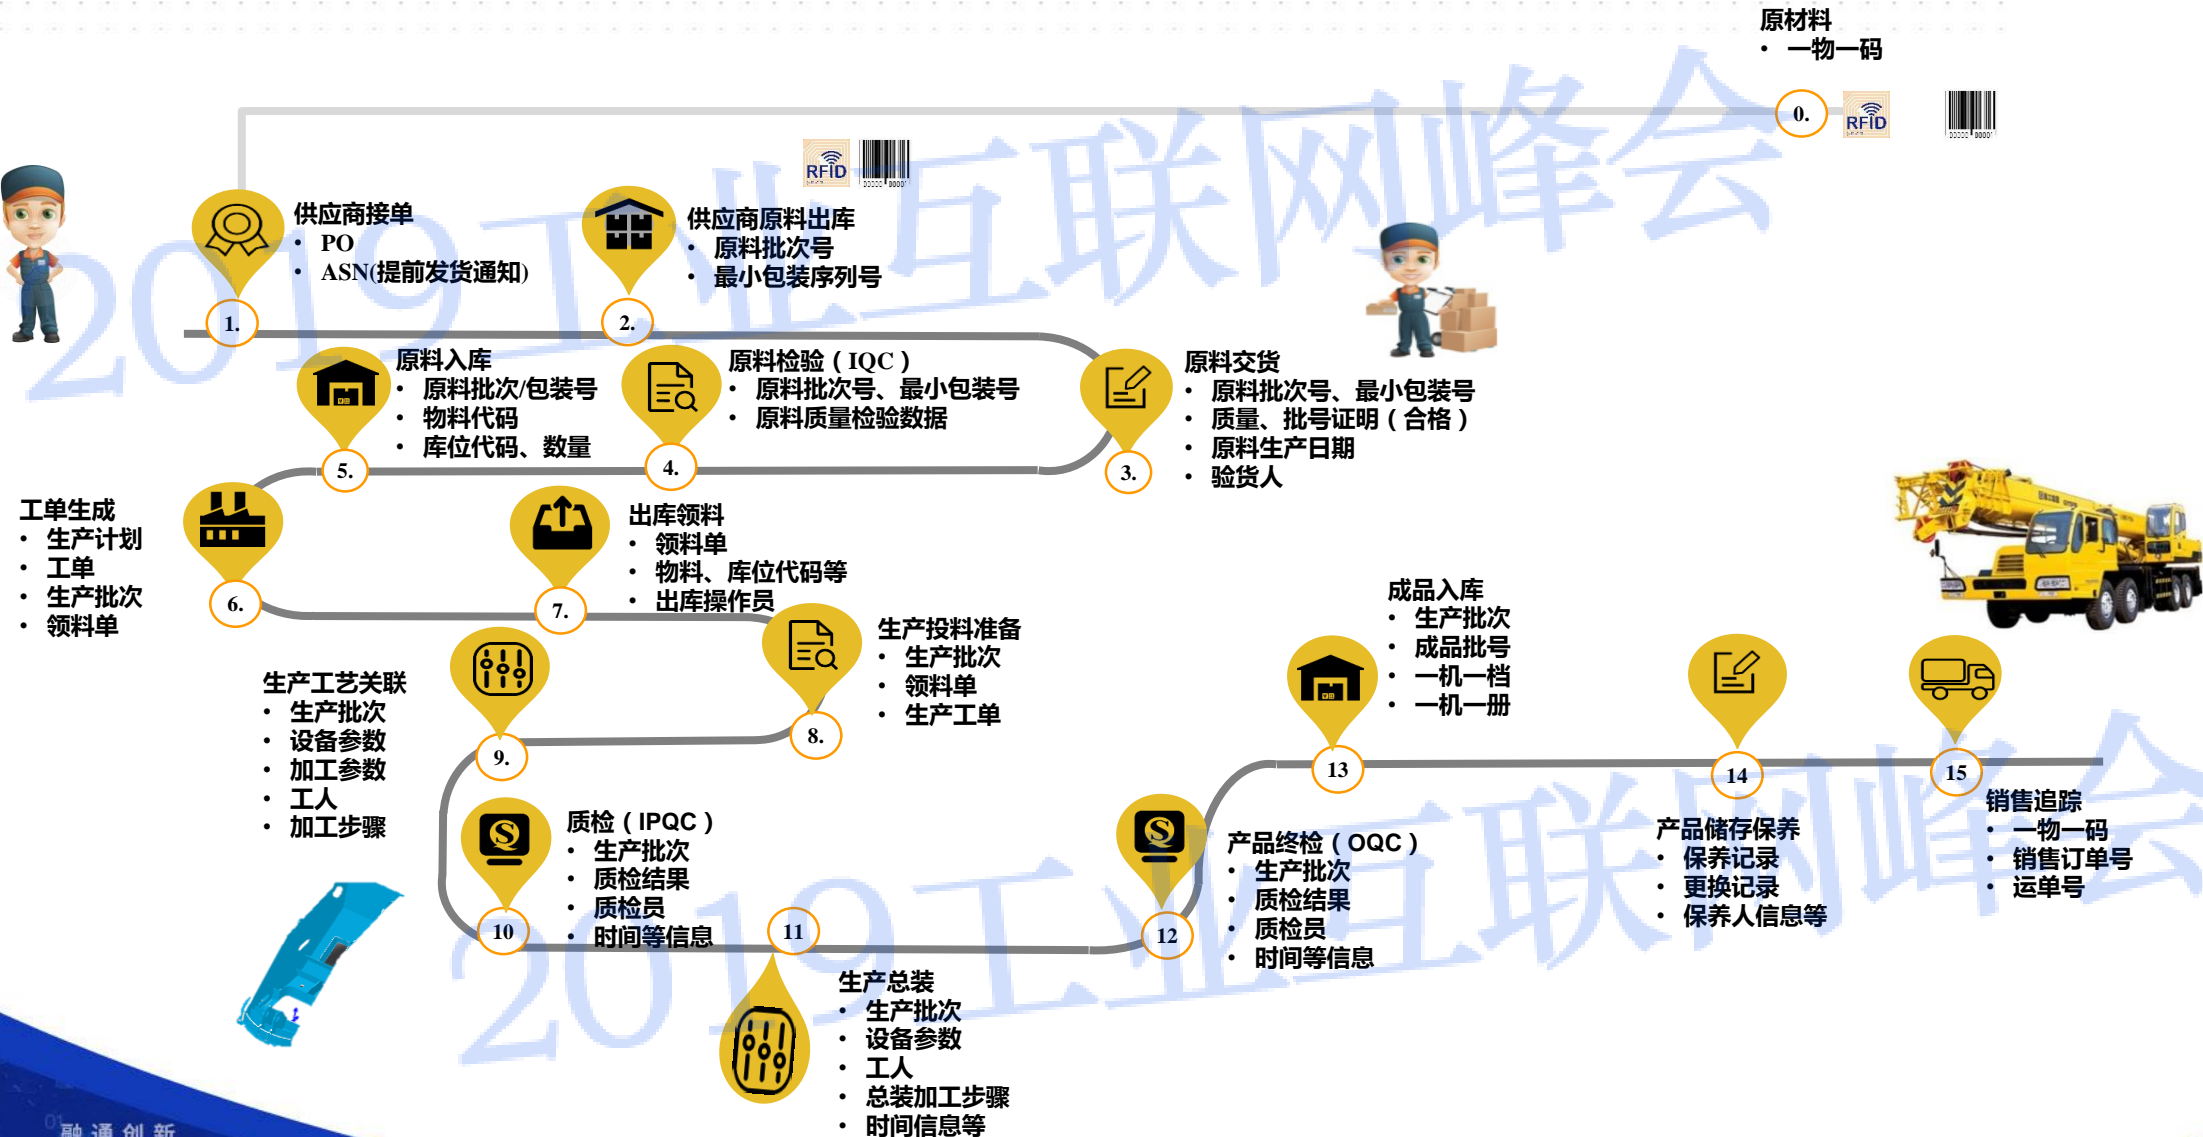 原材料
• 一物一码
0.
RFID
RFID
供应商接单
• PO
• ASN(提前发货通知)
1.
供应商原料出库
• 原料批次号
• 最小包装序列号
2.
原料交货
• 原料批次号、最小包装号
• 质量、批号证明（合格）
• 原料生产日期
• 验货人
3.
原料检验（IQC）
• 原料批次号、最小包装号
• 原料质量检验数据
4.
原料入库
• 原料批次/包装号
• 物料代码
• 库位代码、数量
5.
工单生成
• 生产计划
• 工单
• 生产批次
• 领料单
6.
出库领料
• 领料单
• 物料、库位代码等
• 出库操作员
7.
生产投料准备
• 生产批次
• 领料单
• 生产工单
8.
生产工艺关联
• 生产批次
• 设备参数
• 加工参数
• 工人
• 加工步骤
9.
质检（IPQC）
• 生产批次
• 质检结果
• 质检员
• 时间等信息
10
11
生产总装
• 生产批次
• 设备参数
• 工人
• 总装加工步骤
• 时间信息等
产品终检（OQC）
• 生产批次
• 质检结果
• 质检员
• 时间等信息
12
成品入库
• 生产批次
• 成品批号
• 一机一档
• 一机一册
13
14
产品储存保养
• 保养记录
• 更换记录
• 保养人信息等
15
销售追踪
• 一物一码
• 销售订单号
• 运单号
2019工业互联网峰会
2019工业互联网峰会
融通创新